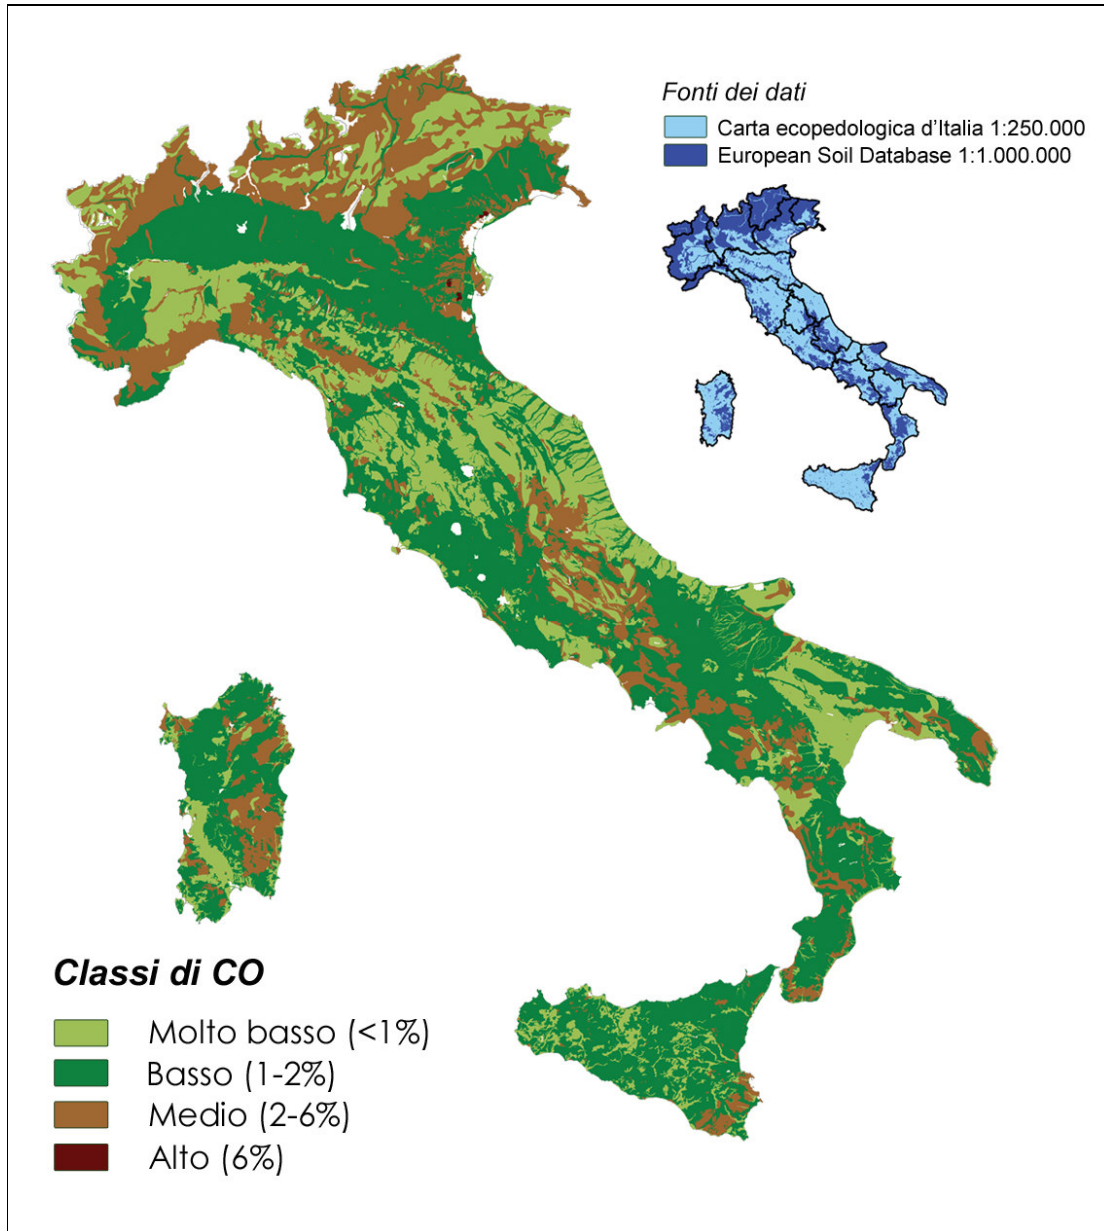 Fonti dei dati
Carta ecopedologica d'Italia 1:250.000
European Soil Database 1:1.000.000
Classi di CO
Molto basso (<1%)
Basso (1-2%)
Medio (2-6%)
Alto (6%)